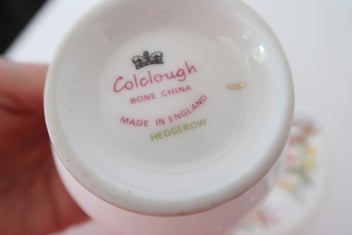 Colclough
BONE CHINA
MADE IN ENGLAND
HEDGEROW